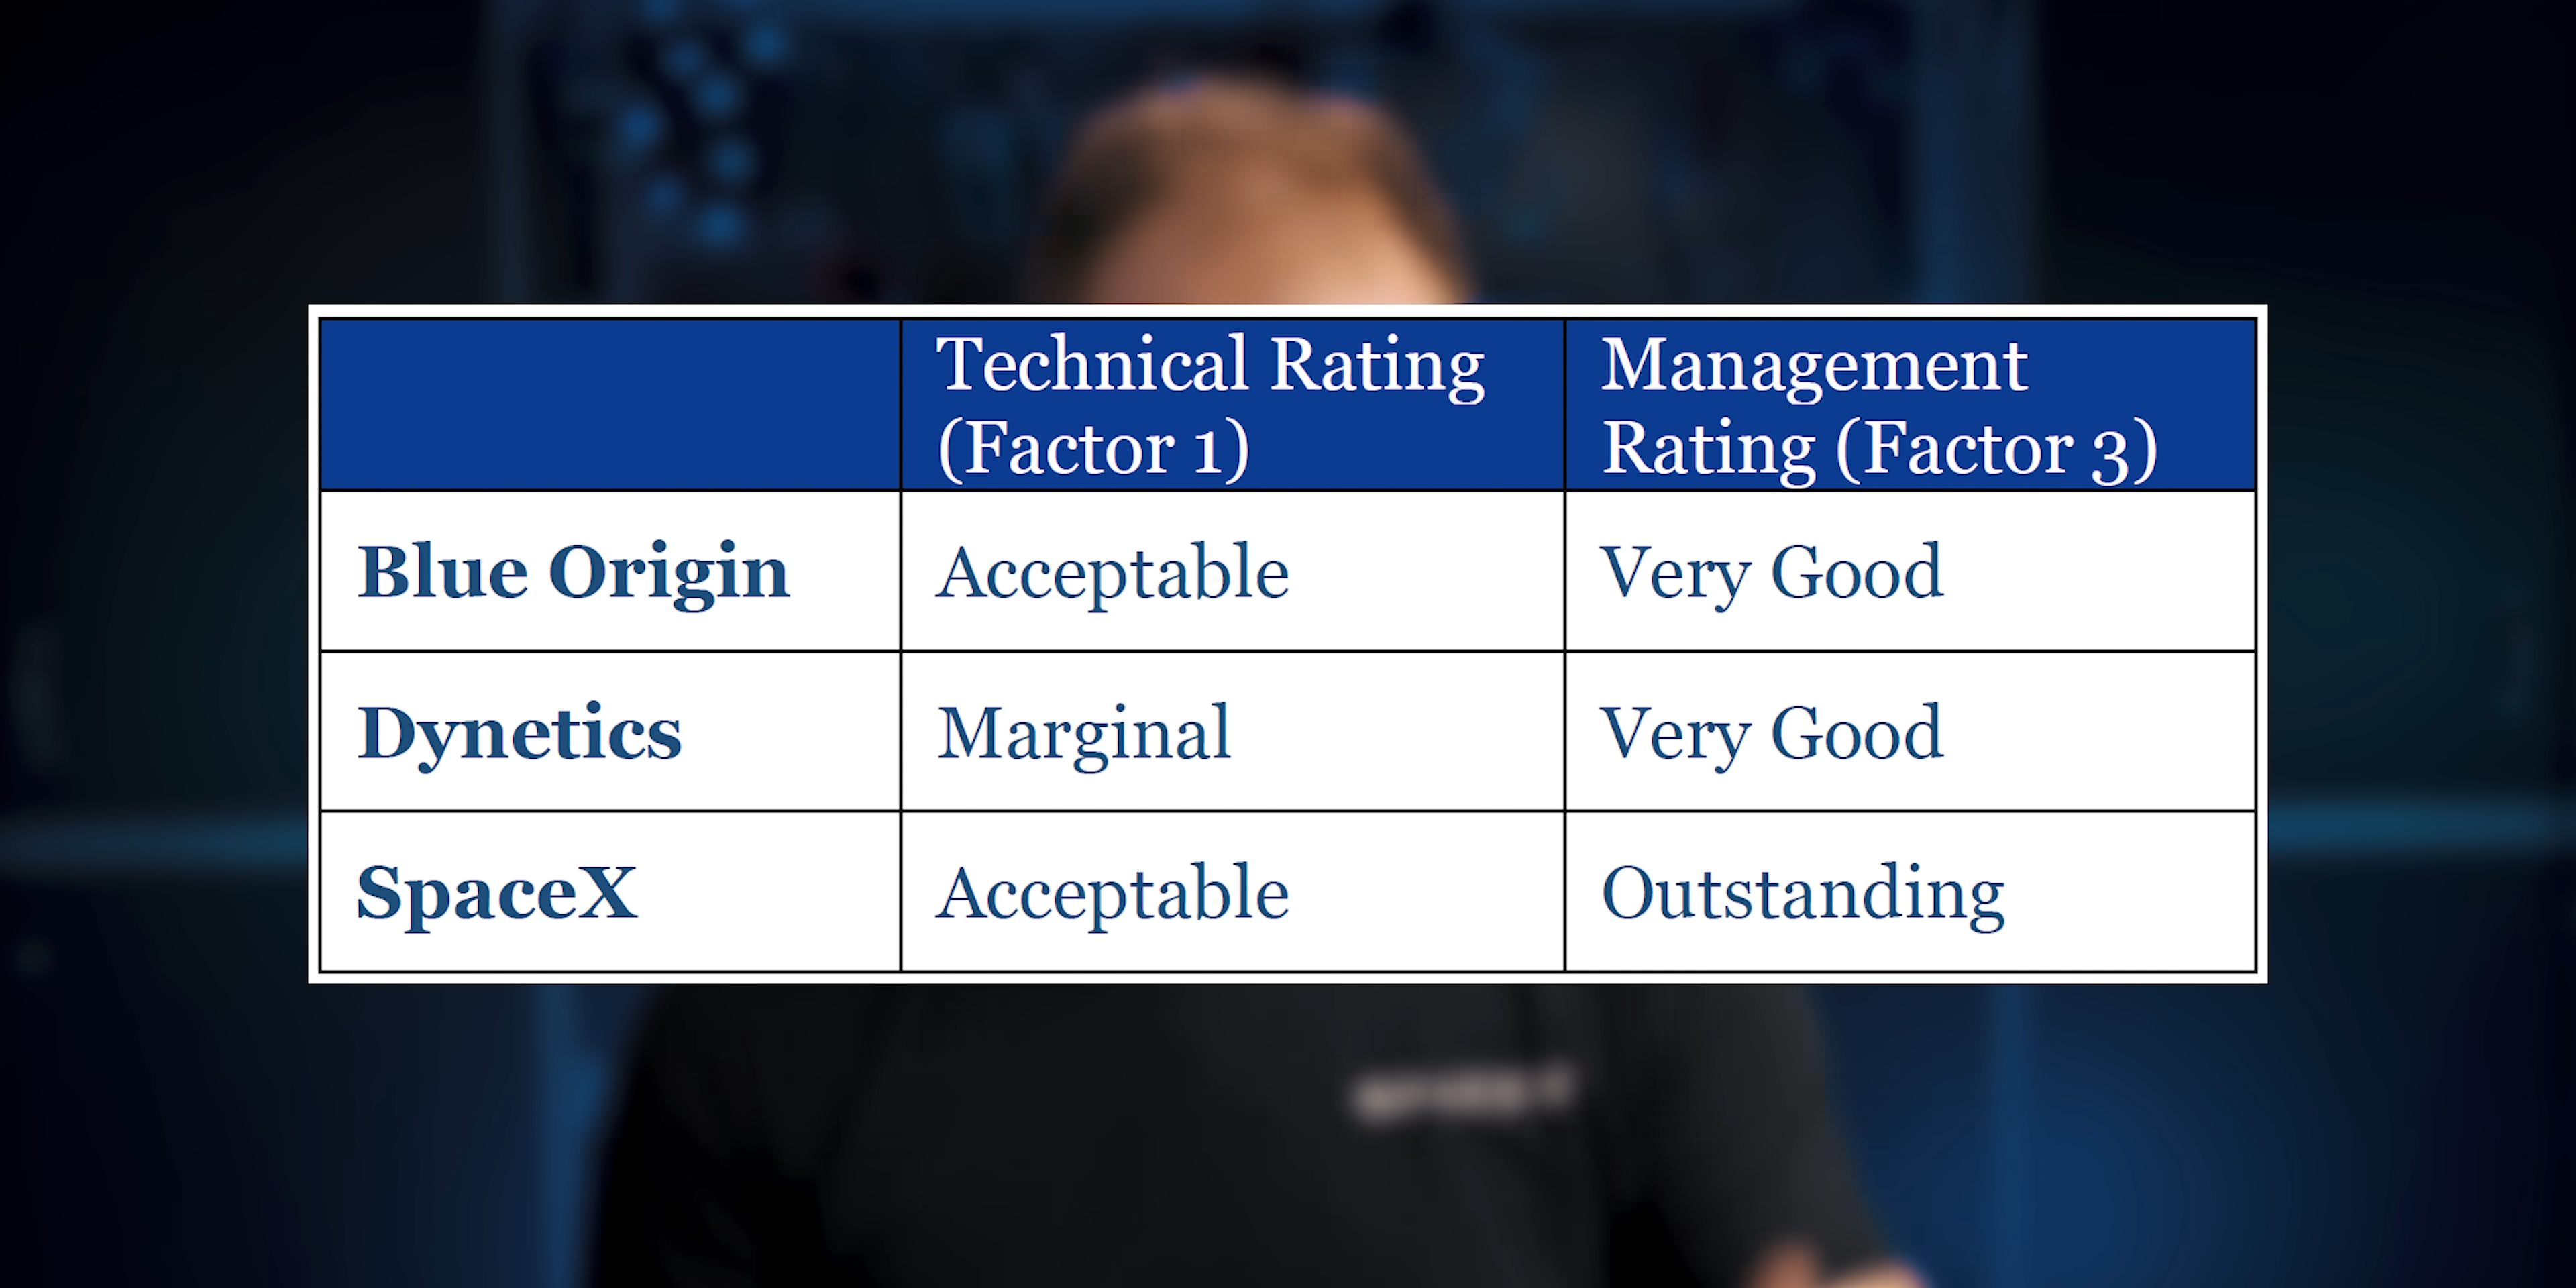 Technical Rating
(Factor 1)
Management
Rating (Factor 3)
Blue Origin
Acceptable
Very Good
Dynetics
Marginal
Very Good
SpaceX
Acceptable
Outstanding